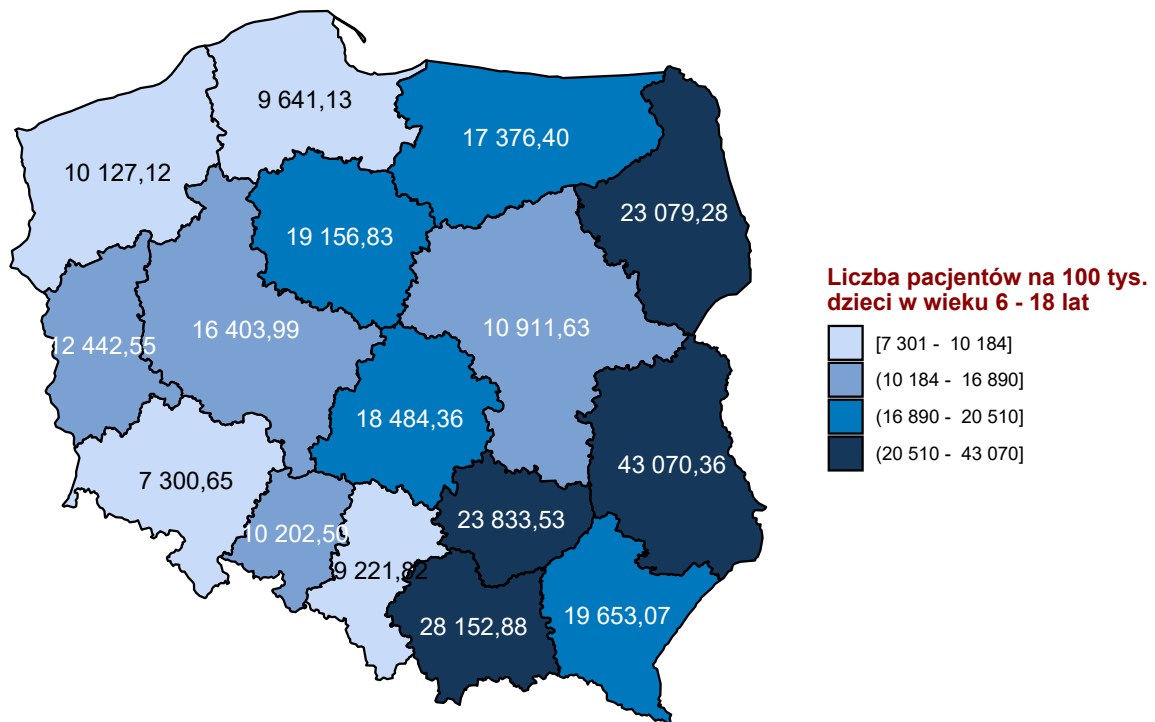 9 641,13
17 376,40
10 127,12
23 079,28
19 156,83
16 403,99
10 911,63
12 442,55
18 484,36
43 070,36
7 300,65
23 833,53
10 202,50
9 221,82
19 653,07
28 152,88
Liczba pacjentów na 100 tys.
dzieci w wieku 6 - 18 lat
[7 301 - 10 184]
(10 184 - 16 890]
(16 890 - 20 510]
(20 510 - 43 070]